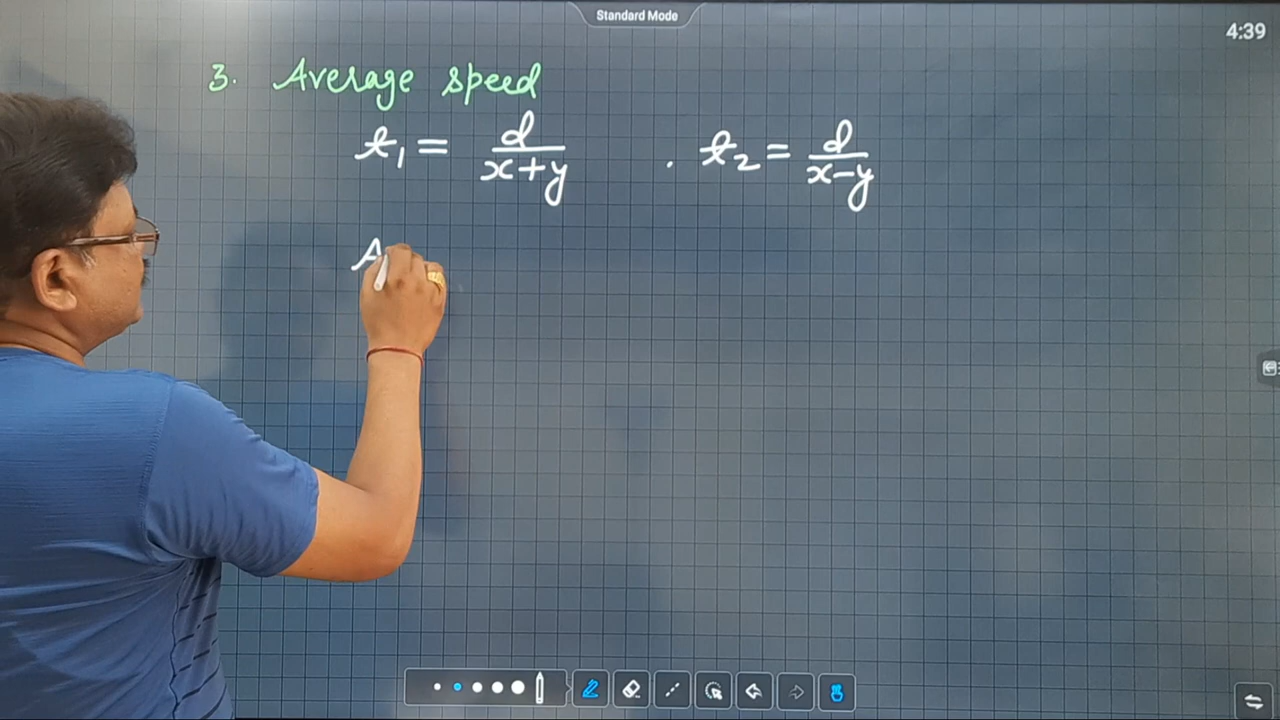 Standard Mode
4:39
3. Average speed
t₁ = d/(x+y) . t₂ = d/(x−y)
A